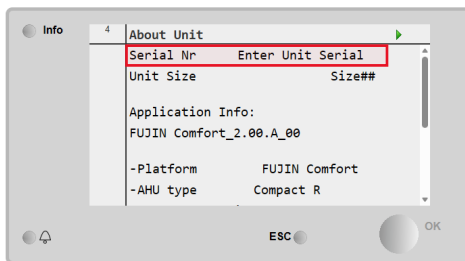 Info
4 About Unit
Serial Nr Enter Unit Serial
Unit Size Size##
Application Info:
FUJIN Comfort_2.00.A_00
-Platform FUJIN Comfort
-AHU type Compact R
ESC
OK